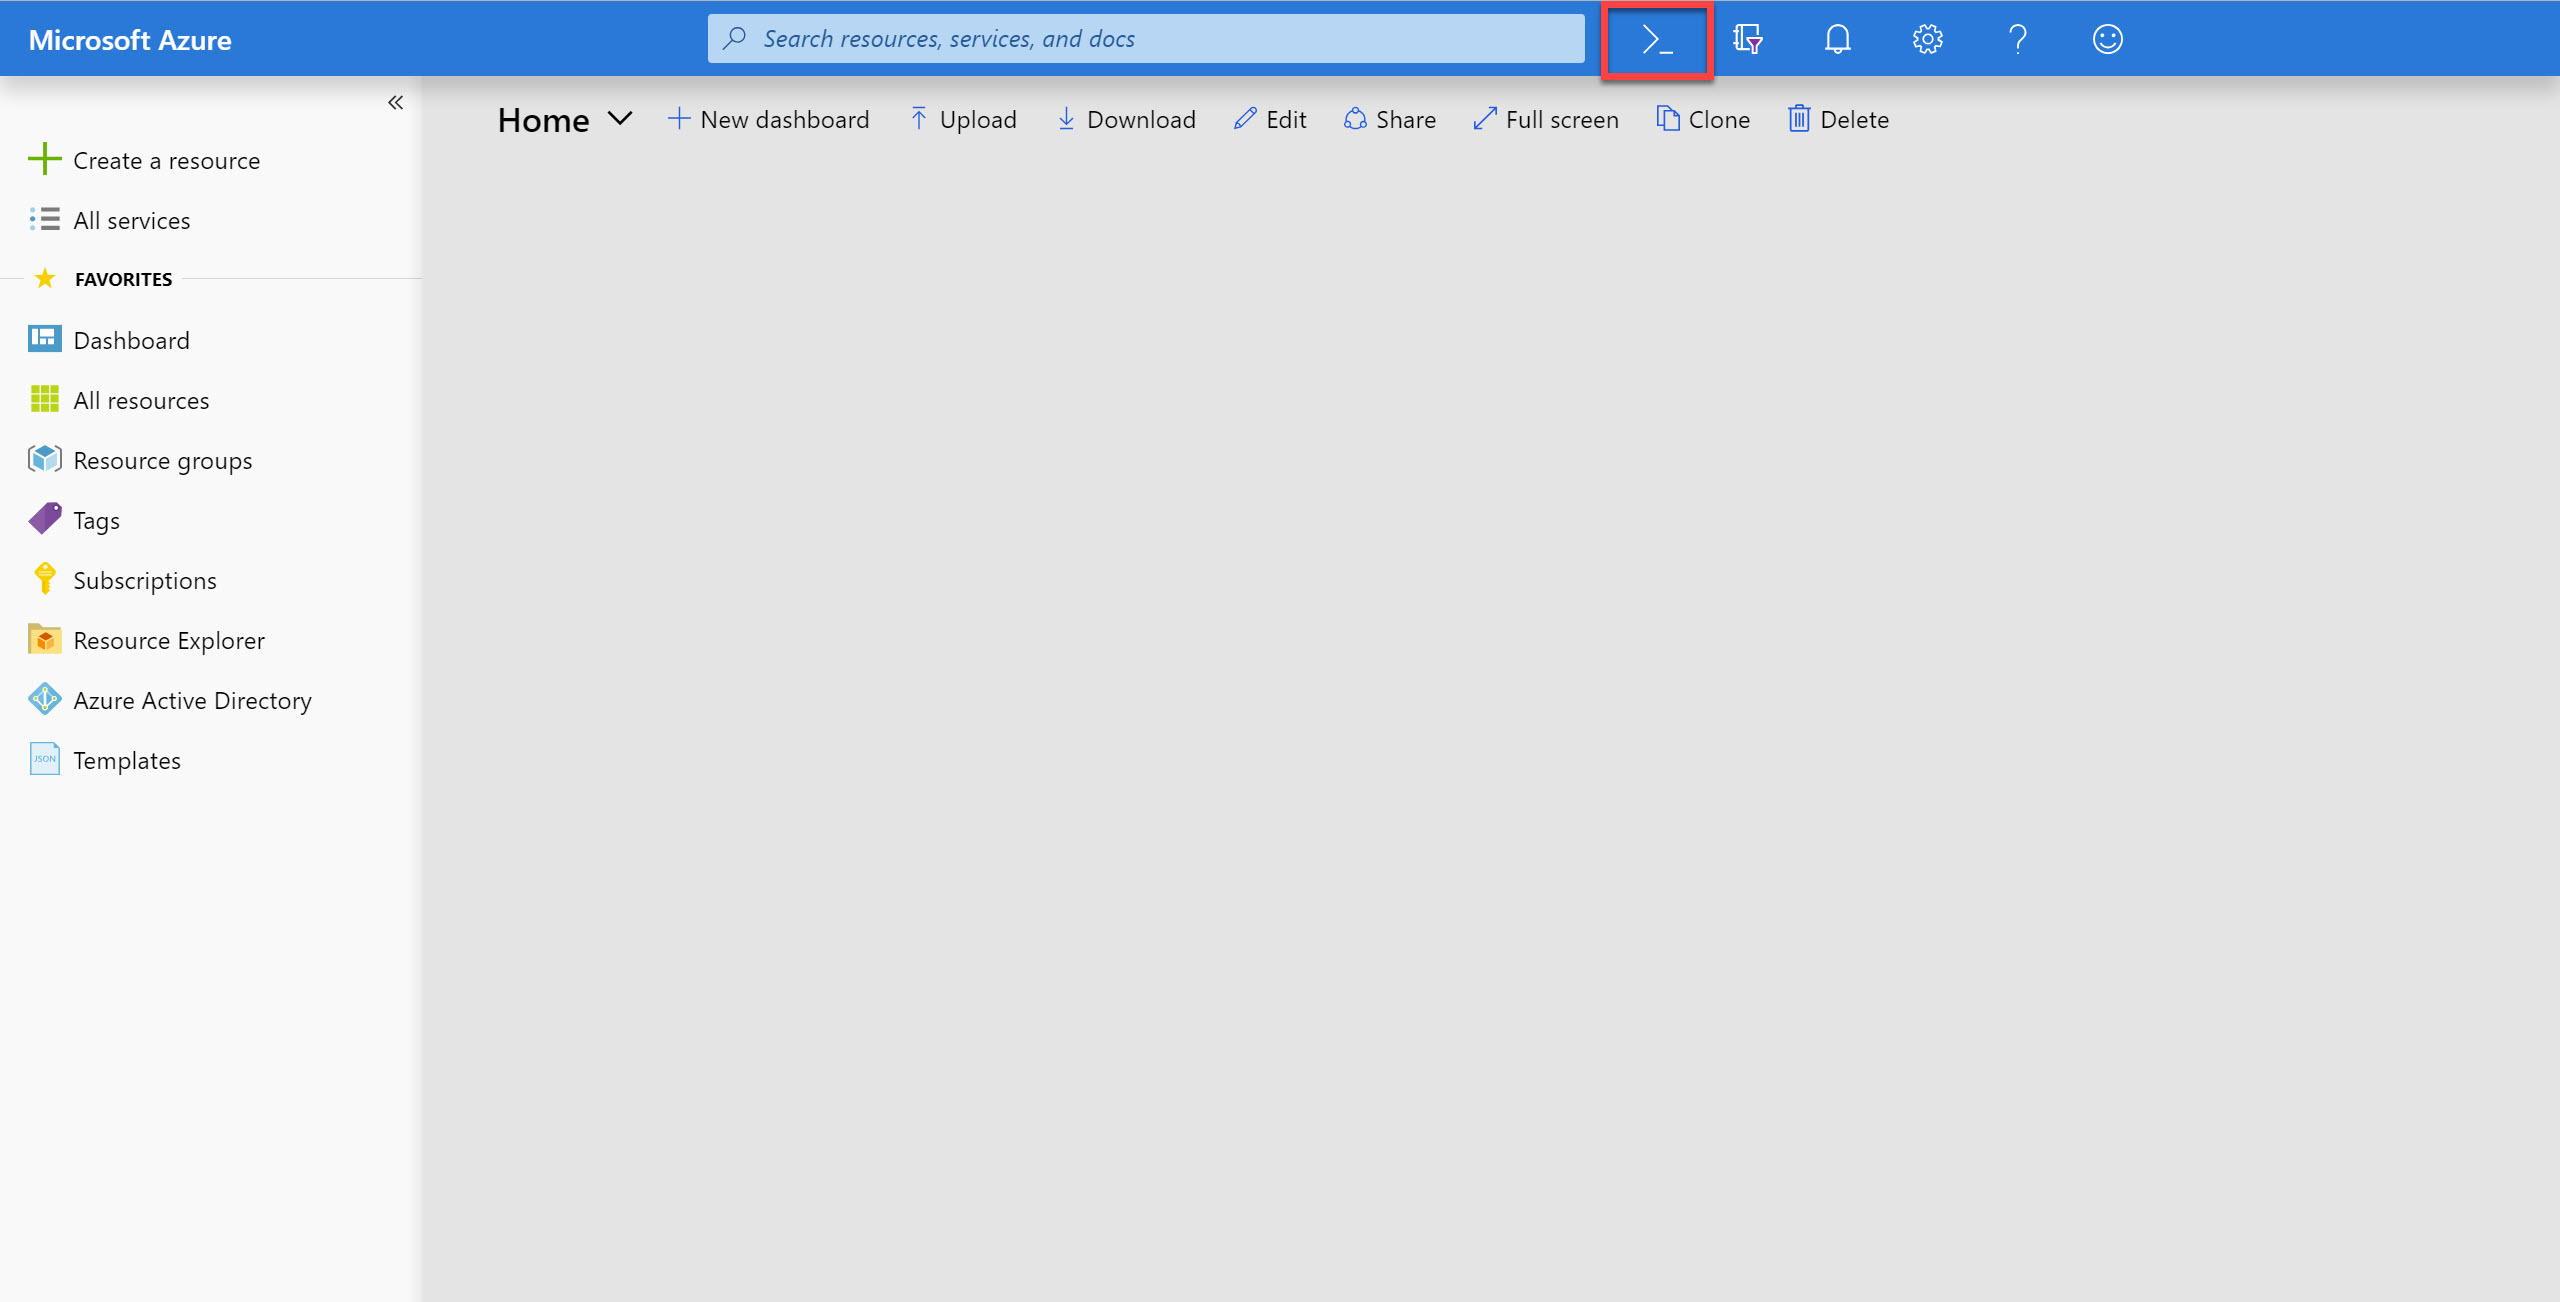 Microsoft Azure
Search resources, services, and docs
Home
New dashboard
Upload
Download
Edit
Share
Full screen
Clone
Delete
Create a resource
All services
FAVORITES
Dashboard
All resources
Resource groups
Tags
Subscriptions
Resource Explorer
Azure Active Directory
JSON
Templates